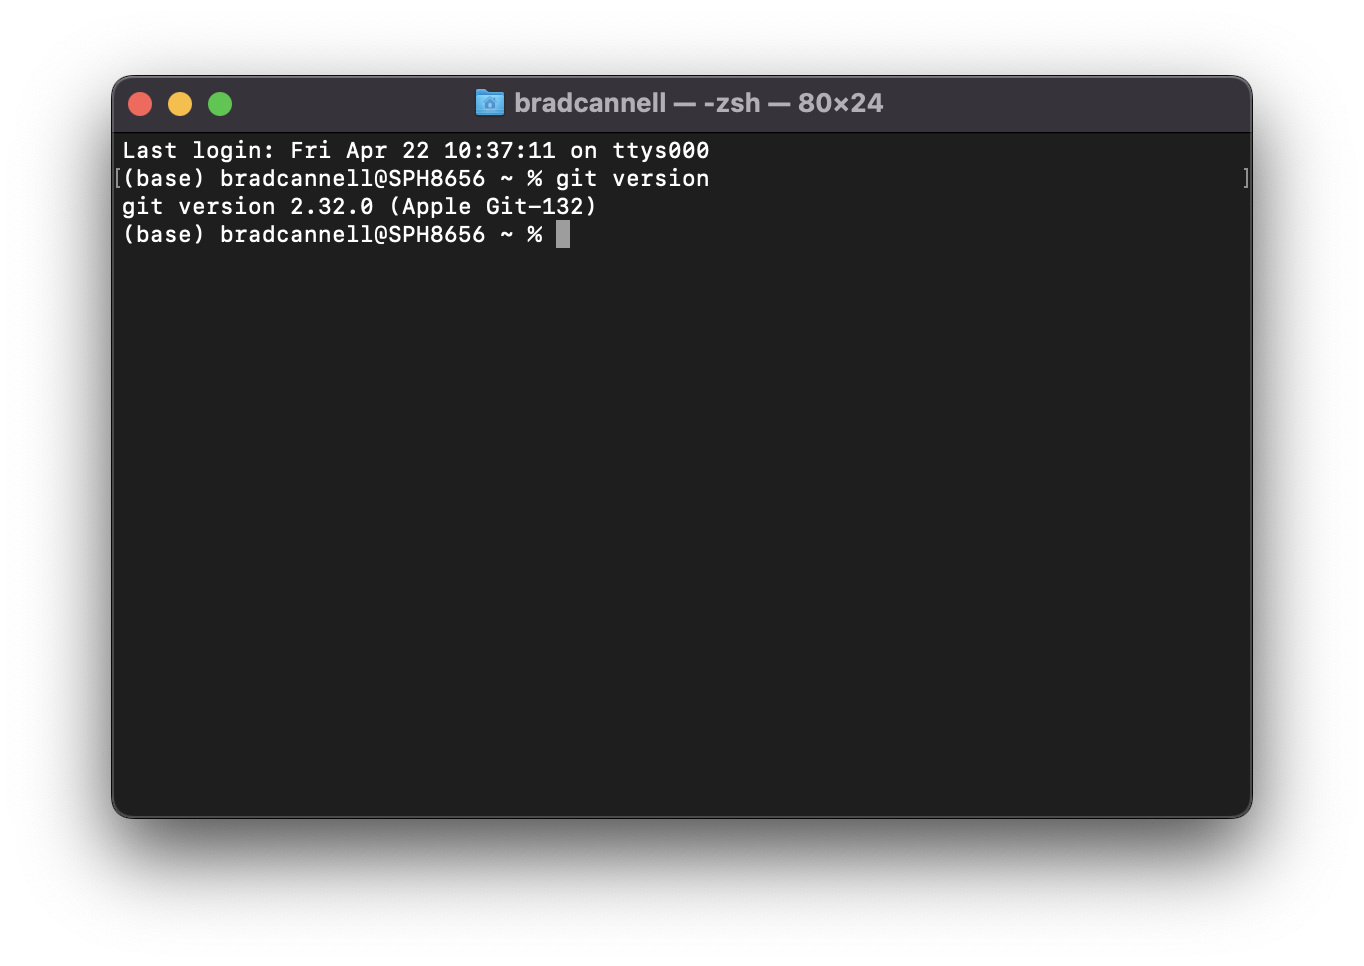 bradcannell — -zsh — 80×24
Last login: Fri Apr 22 10:37:11 on ttys000
[(base) bradcannell@SPH8656 ~ % git version ]
git version 2.32.0 (Apple Git-132)
(base) bradcannell@SPH8656 ~ %